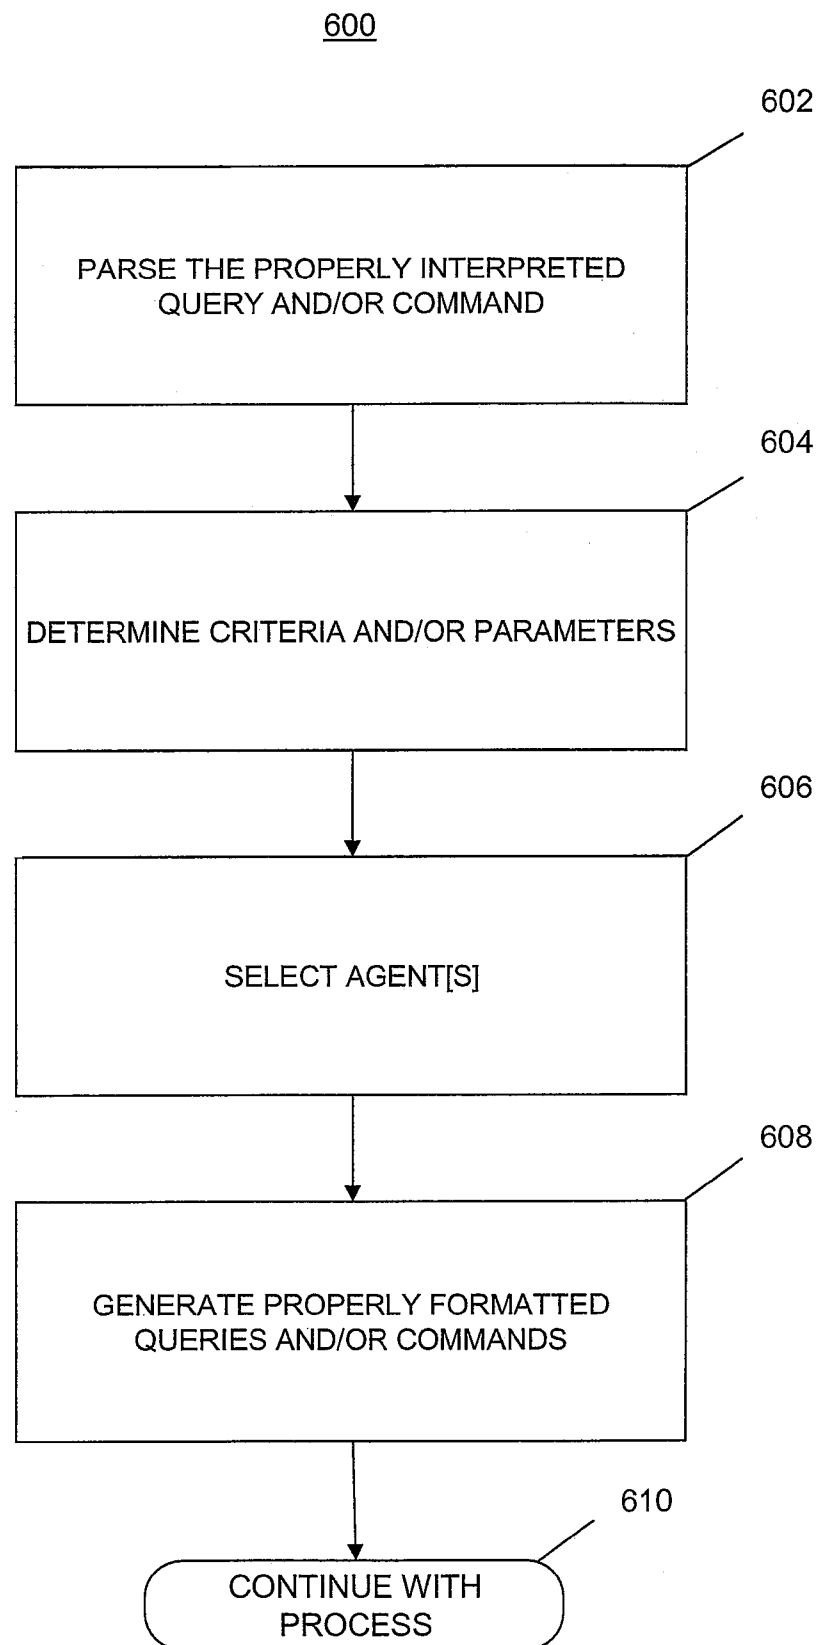 600
602
PARSE THE PROPERLY INTERPRETED
QUERY AND/OR COMMAND
604
DETERMINE CRITERIA AND/OR PARAMETERS
606
SELECT AGENT[S]
608
GENERATE PROPERLY FORMATTED
QUERIES AND/OR COMMANDS
610
CONTINUE WITH
PROCESS